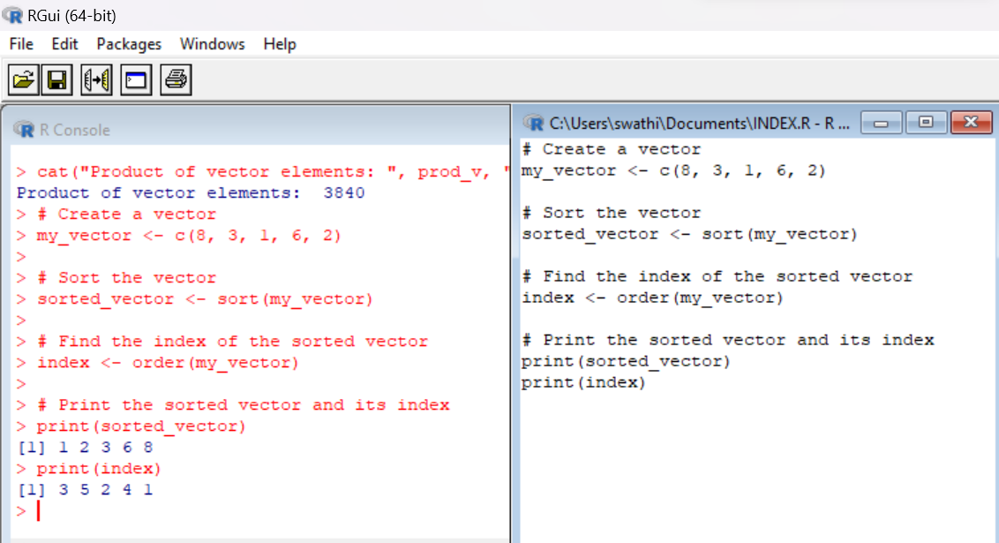 RGui (64-bit)
File Edit Packages Windows Help
R Console
> cat("Product of vector elements: ", prod_v, "
Product of vector elements:  3840
> # Create a vector
> my_vector <- c(8, 3, 1, 6, 2)
>
> # Sort the vector
> sorted_vector <- sort(my_vector)
>
> # Find the index of the sorted vector
> index <- order(my_vector)
>
> # Print the sorted vector and its index
> print(sorted_vector)
[1] 1 2 3 6 8
> print(index)
[1] 3 5 2 4 1
>
C:\Users\swathi\Documents\INDEX.R - R ...
# Create a vector
my_vector <- c(8, 3, 1, 6, 2)

# Sort the vector
sorted_vector <- sort(my_vector)

# Find the index of the sorted vector
index <- order(my_vector)

# Print the sorted vector and its index
print(sorted_vector)
print(index)